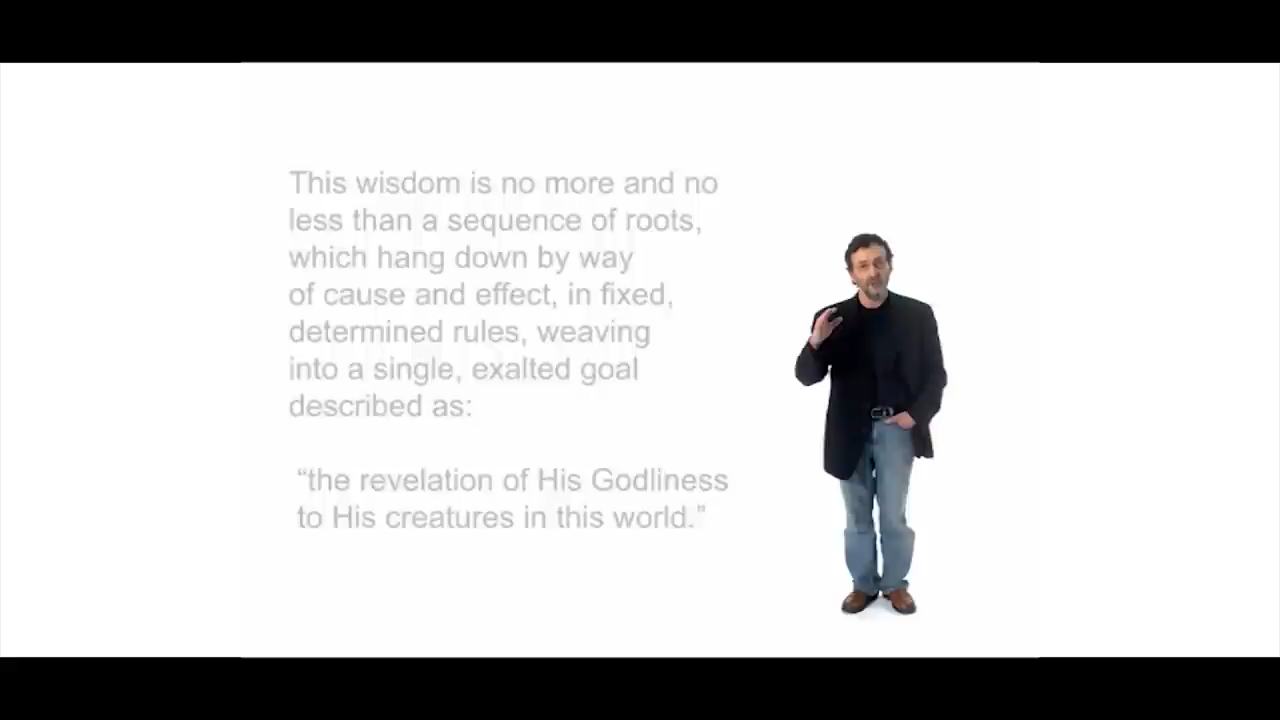 This wisdom is no more and no
less than a sequence of roots,
which hang down by way
of cause and effect, in fixed,
determined rules, weaving
into a single, exalted goal
described as:
“the revelation of His Godliness
to His creatures in this world.”